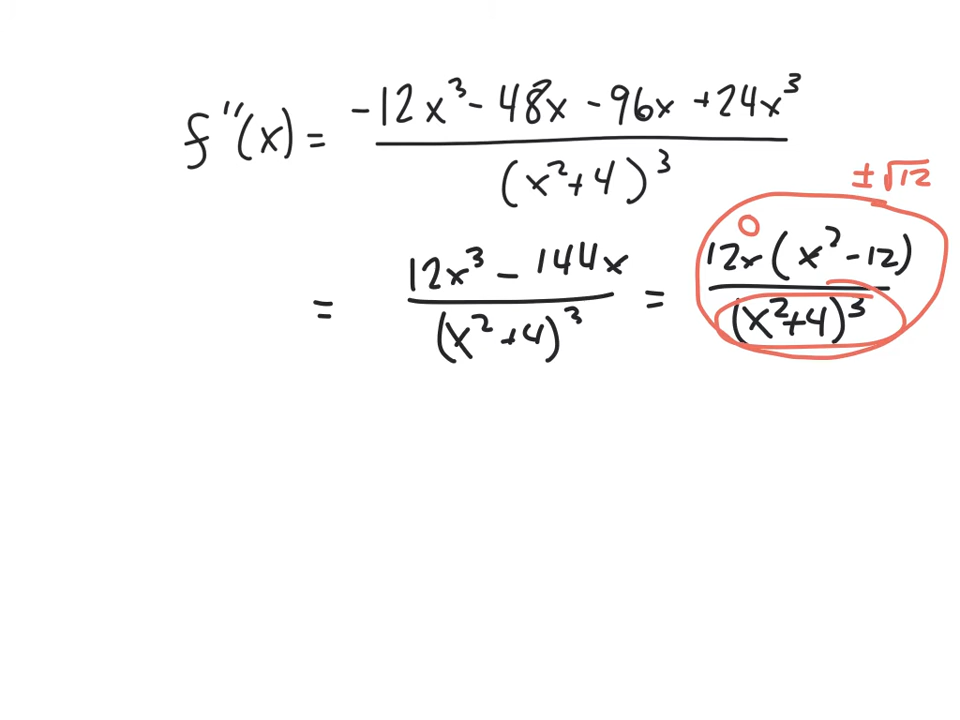 f''(x) = (-12x³ - 48x - 96x + 24x³) / (x²+4)³
± √12
0
= (12x³ - 144x) / (x²+4)³ = 12x(x² - 12) / (x²+4)³